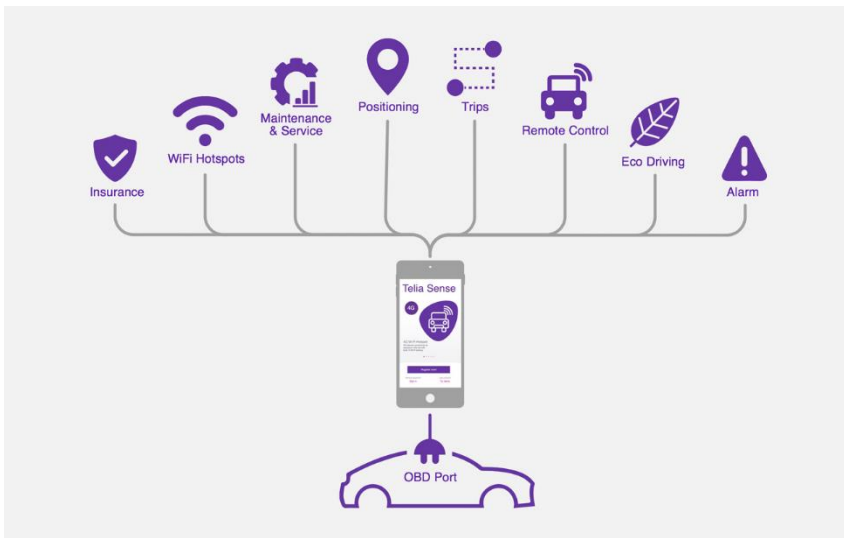 Positioning
Trips
Maintenance
& Service
Remote Control
WiFi Hotspots
Eco Driving
Insurance
Alarm
Telia Sense
4G
OBD Port